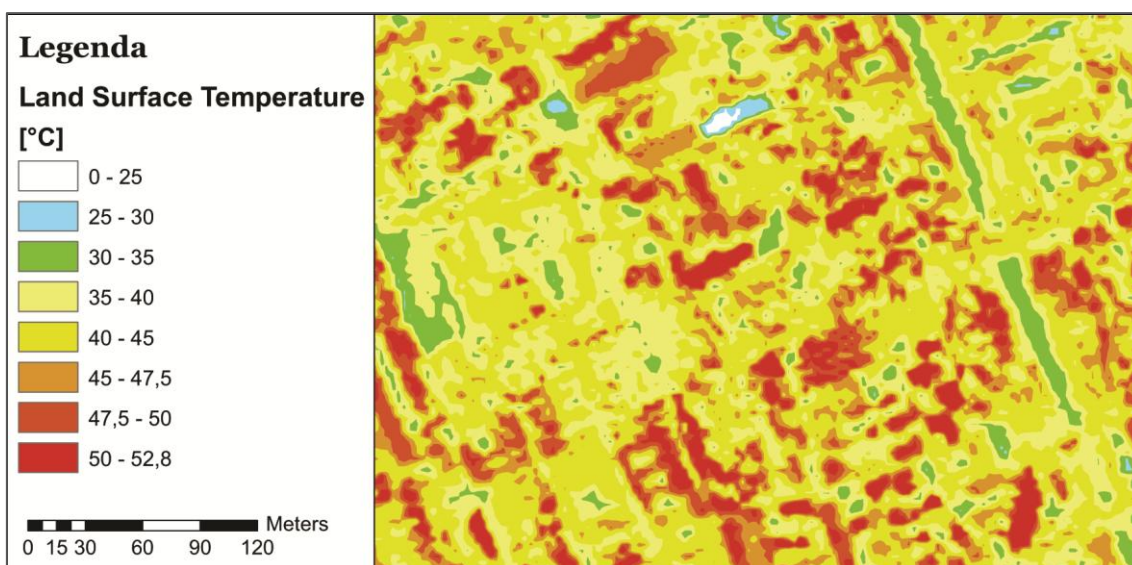 Legenda
Land Surface Temperature
[°C]
0 - 25
25 - 30
30 - 35
35 - 40
40 - 45
45 - 47,5
47,5 - 50
50 - 52,8
Meters
0 15 30 60 90 120